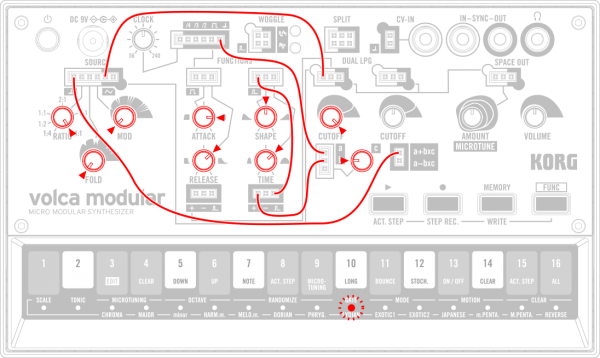 DC 9V CLOCK WOGGLE SPLIT CV-IN IN-SYNC-OUT
16 240
SOURCE FUNCTIONS DUAL LPG SPACE OUT
2:1
1:1
1:2
1:4
RATIO MOD ATTACK SHAPE CUTOFF CUTOFF AMOUNT VOLUME
MICROTUNE
B C a+bxc
a-bxc
KORG
FOLD RELEASE TIME
volca modular
MICRO MODULAR SYNTHESIZER
MEMORY FUNC
ACT. STEP STEP REC. WRITE
1 2 3 4 5 6 7 8 9 10 11 12 13 14 15 16
EDIT CLEAR DOWN UP NOTE ACT. STEP MICRO-TUNING LONG BOUNCE STOCH. ON / OFF CLEAR ACT. STEP ALL
SCALE TONIC MICROTUNING OCTAVE RANDOMIZE MODE MOTION CLEAR
CHROMA MAJOR minor HARM.m. MELO.m. DORIAN PHRYG. EXOTIC1 EXOTIC2 JAPANESE m.PENTA. M.PENTA. REVERSE